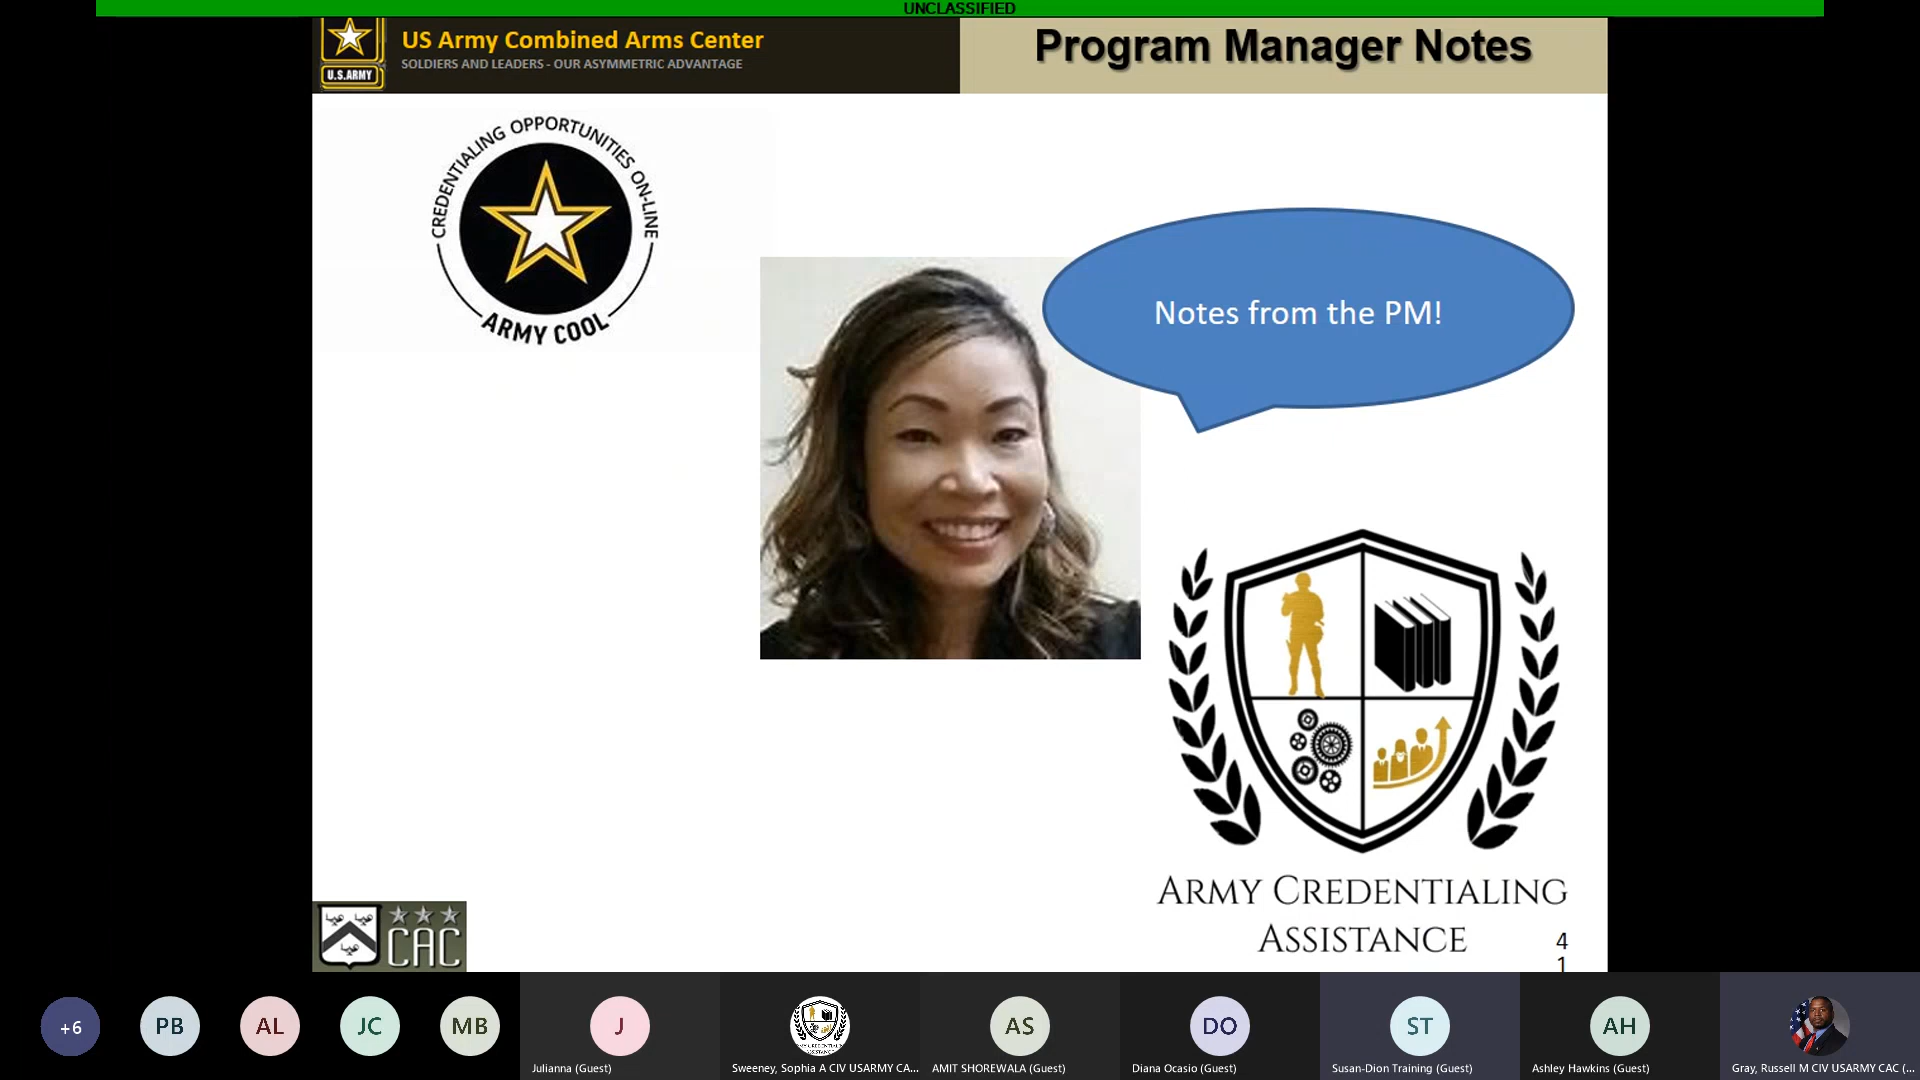 UNCLASSIFIED
US Army Combined Arms Center
SOLDIERS AND LEADERS - OUR ASYMMETRIC ADVANTAGE
U.S.ARMY
Program Manager Notes
CREDENTIALING OPPORTUNITIES ON-LINE
ARMY COOL
Notes from the PM!
ARMY CREDENTIALING
ASSISTANCE
4
1
CAC
+6
PB
AL
JC
MB
J
AS
DO
ST
AH
Julianna (Guest)
Sweeney, Sophia A CIV USARMY CA...
AMIT SHOREWALA (Guest)
Diana Ocasio (Guest)
Susan-Dion Training (Guest)
Ashley Hawkins (Guest)
Gray, Russell M CIV USARMY CAC (...